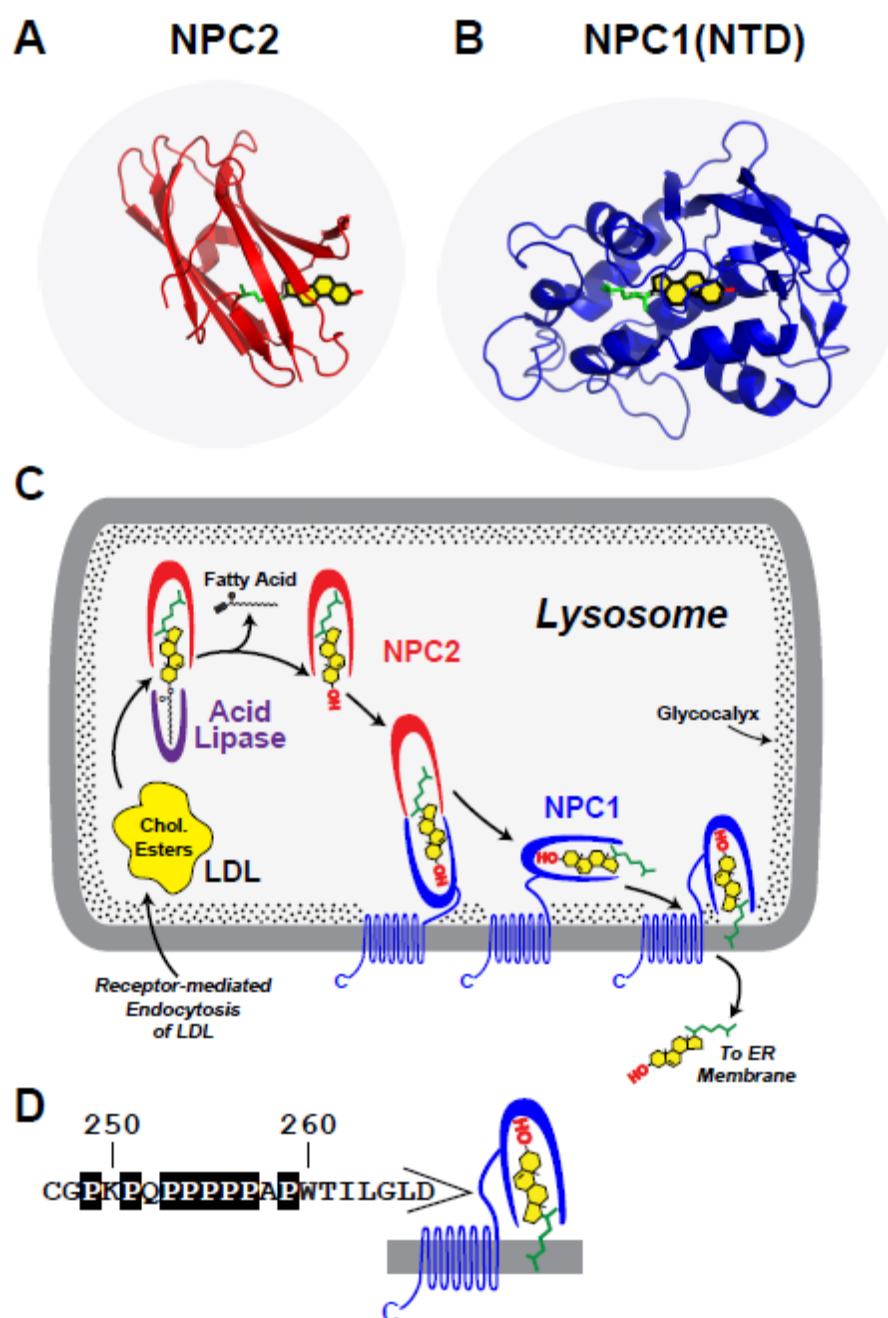 A NPC2
B NPC1(NTD)
C
Fatty Acid
Lysosome
NPC2
OH
Acid
Lipase
Glycocalyx
NPC1
Chol.
Esters
LDL
OH
HO
HO
C
C
C
Receptor-mediated
Endocytosis
of LDL
HO
To ER
Membrane
D
250 260
CGPKPQPPPPPAPWTILGLD
HO
C